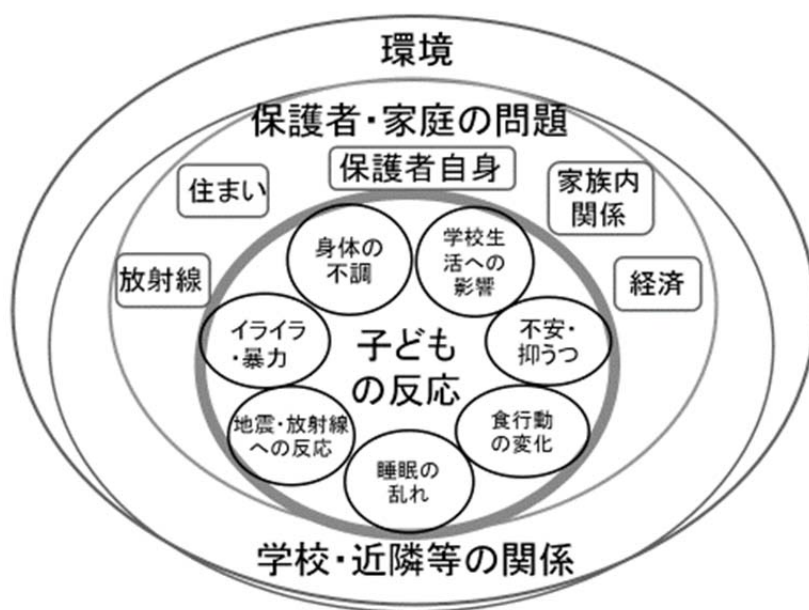 環境
保護者・家庭の問題
保護者自身
住まい
家族内
関係
放射線
経済
身体の
不調
学校生
活への
影響
イライラ
・暴力
子ども
の反応
不安・
抑うつ
地震・放射線
への反応
食行動
の変化
睡眠の
乱れ
学校・近隣等の関係